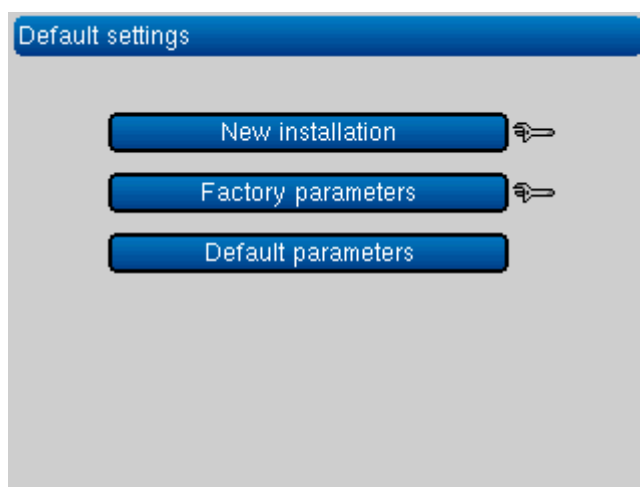 Default settings
New installation
Factory parameters
Default parameters